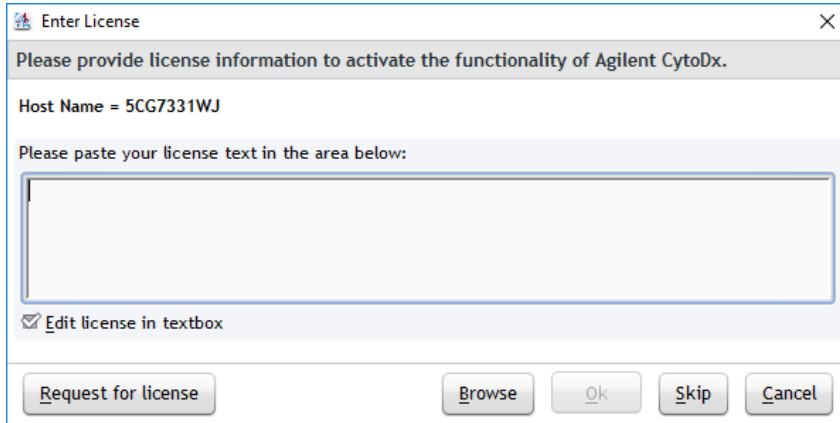 Enter License
Please provide license information to activate the functionality of Agilent CytoDx.
Host Name = 5CG7331WJ
Please paste your license text in the area below:
Edit license in textbox
Request for license Browse Ok Skip Cancel